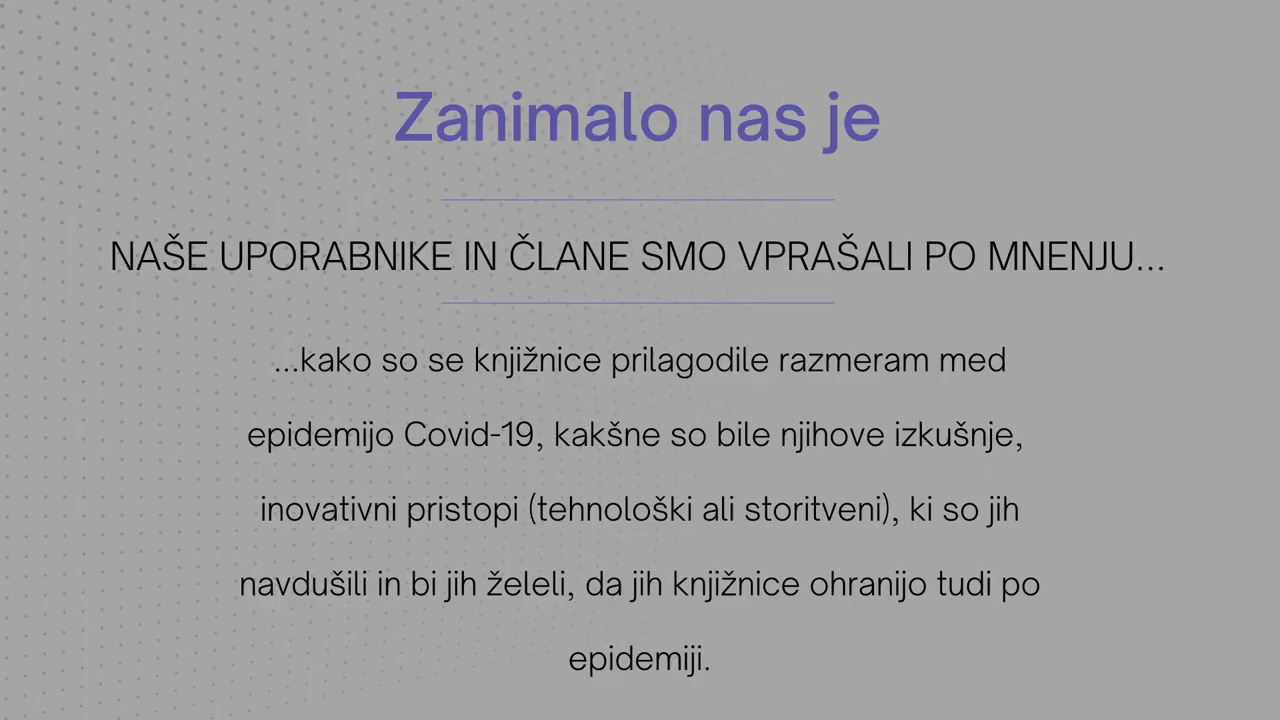 Zanimalo nas je
NAŠE UPORABNIKE IN ČLANE SMO VPRAŠALI PO MNENJU...
...kako so se knjižnice prilagodile razmeram med
epidemijo Covid-19, kakšne so bile njihove izkušnje,
inovativni pristopi (tehnološki ali storitveni), ki so jih
navdušili in bi jih želeli, da jih knjižnice ohranijo tudi po
epidemiji.